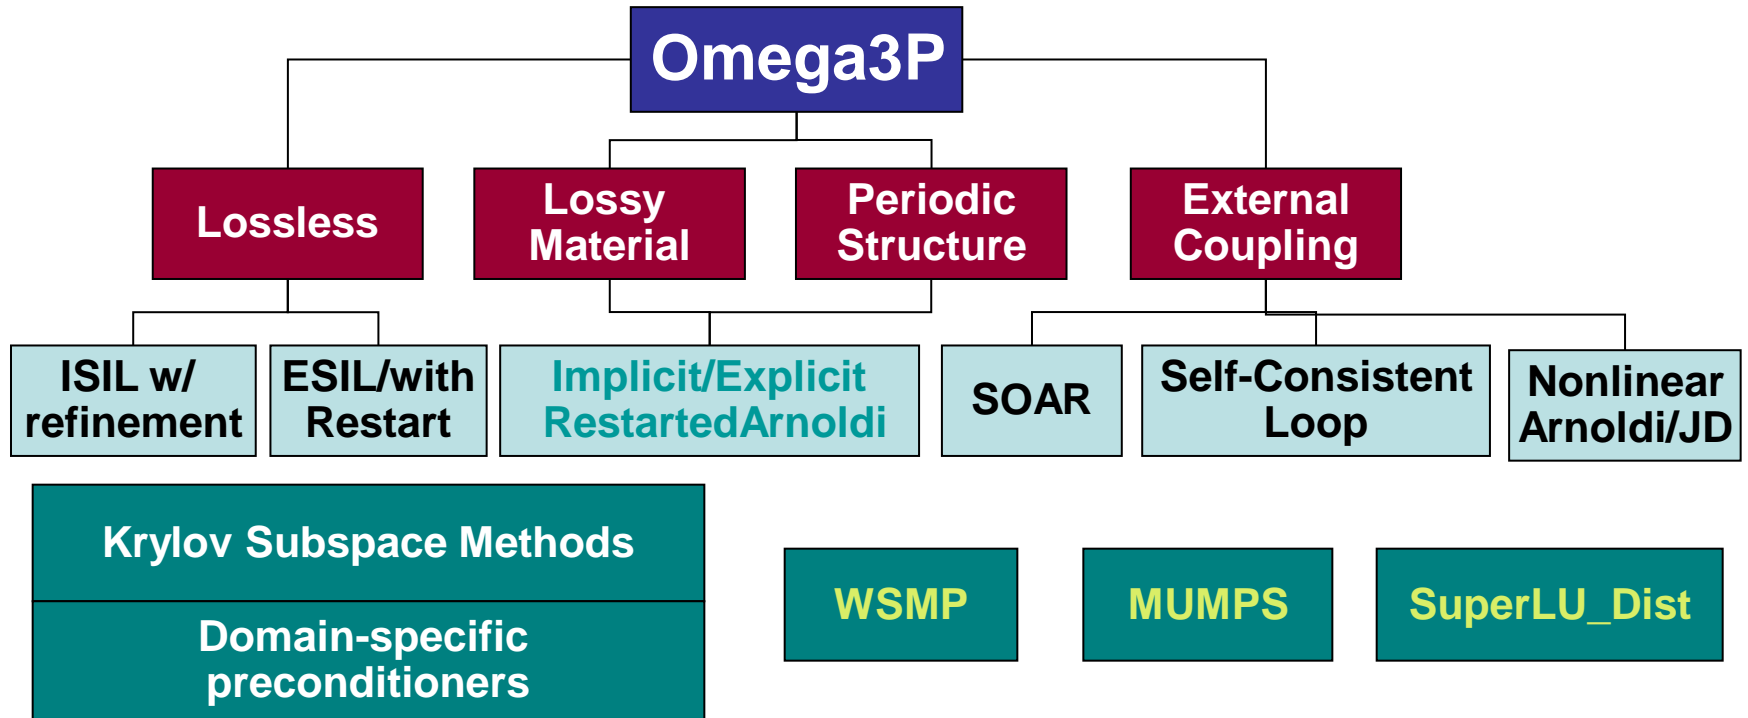 Omega3P
Lossless
Lossy
Material
Periodic
Structure
External
Coupling
ISIL w/
refinement
ESIL/with
Restart
Implicit/Explicit
RestartedArnoldi
SOAR
Self-Consistent
Loop
Nonlinear
Arnoldi/JD
Krylov Subspace Methods
Domain-specific
preconditioners
WSMP
MUMPS
SuperLU_Dist